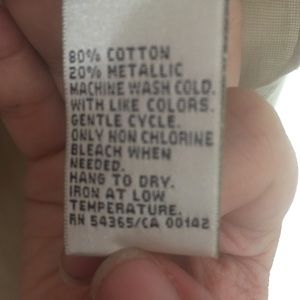 80% COTTON
20% METALLIC
MACHINE WASH COLD.
WITH LIKE COLORS.
GENTLE CYCLE.
ONLY NON CHLORINE
BLEACH WHEN
NEEDED.
HANG TO DRY.
IRON AT LOW
TEMPERATURE.
RN 54365/CA 00142